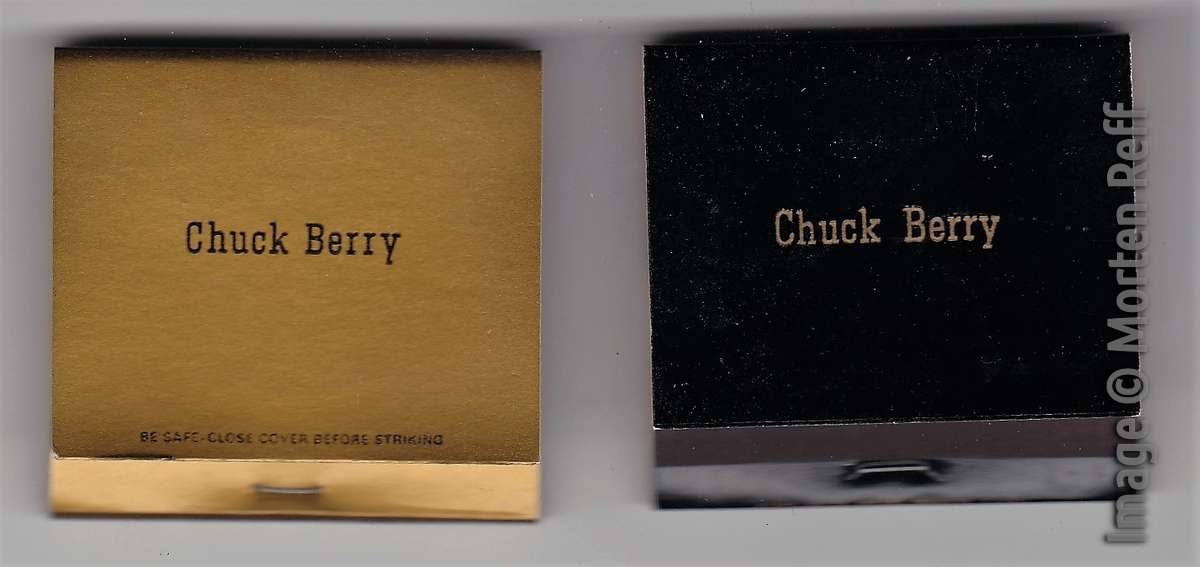 Chuck Berry
BE SAFE-CLOSE COVER BEFORE STRIKING
Chuck Berry
Image © Morten Reff